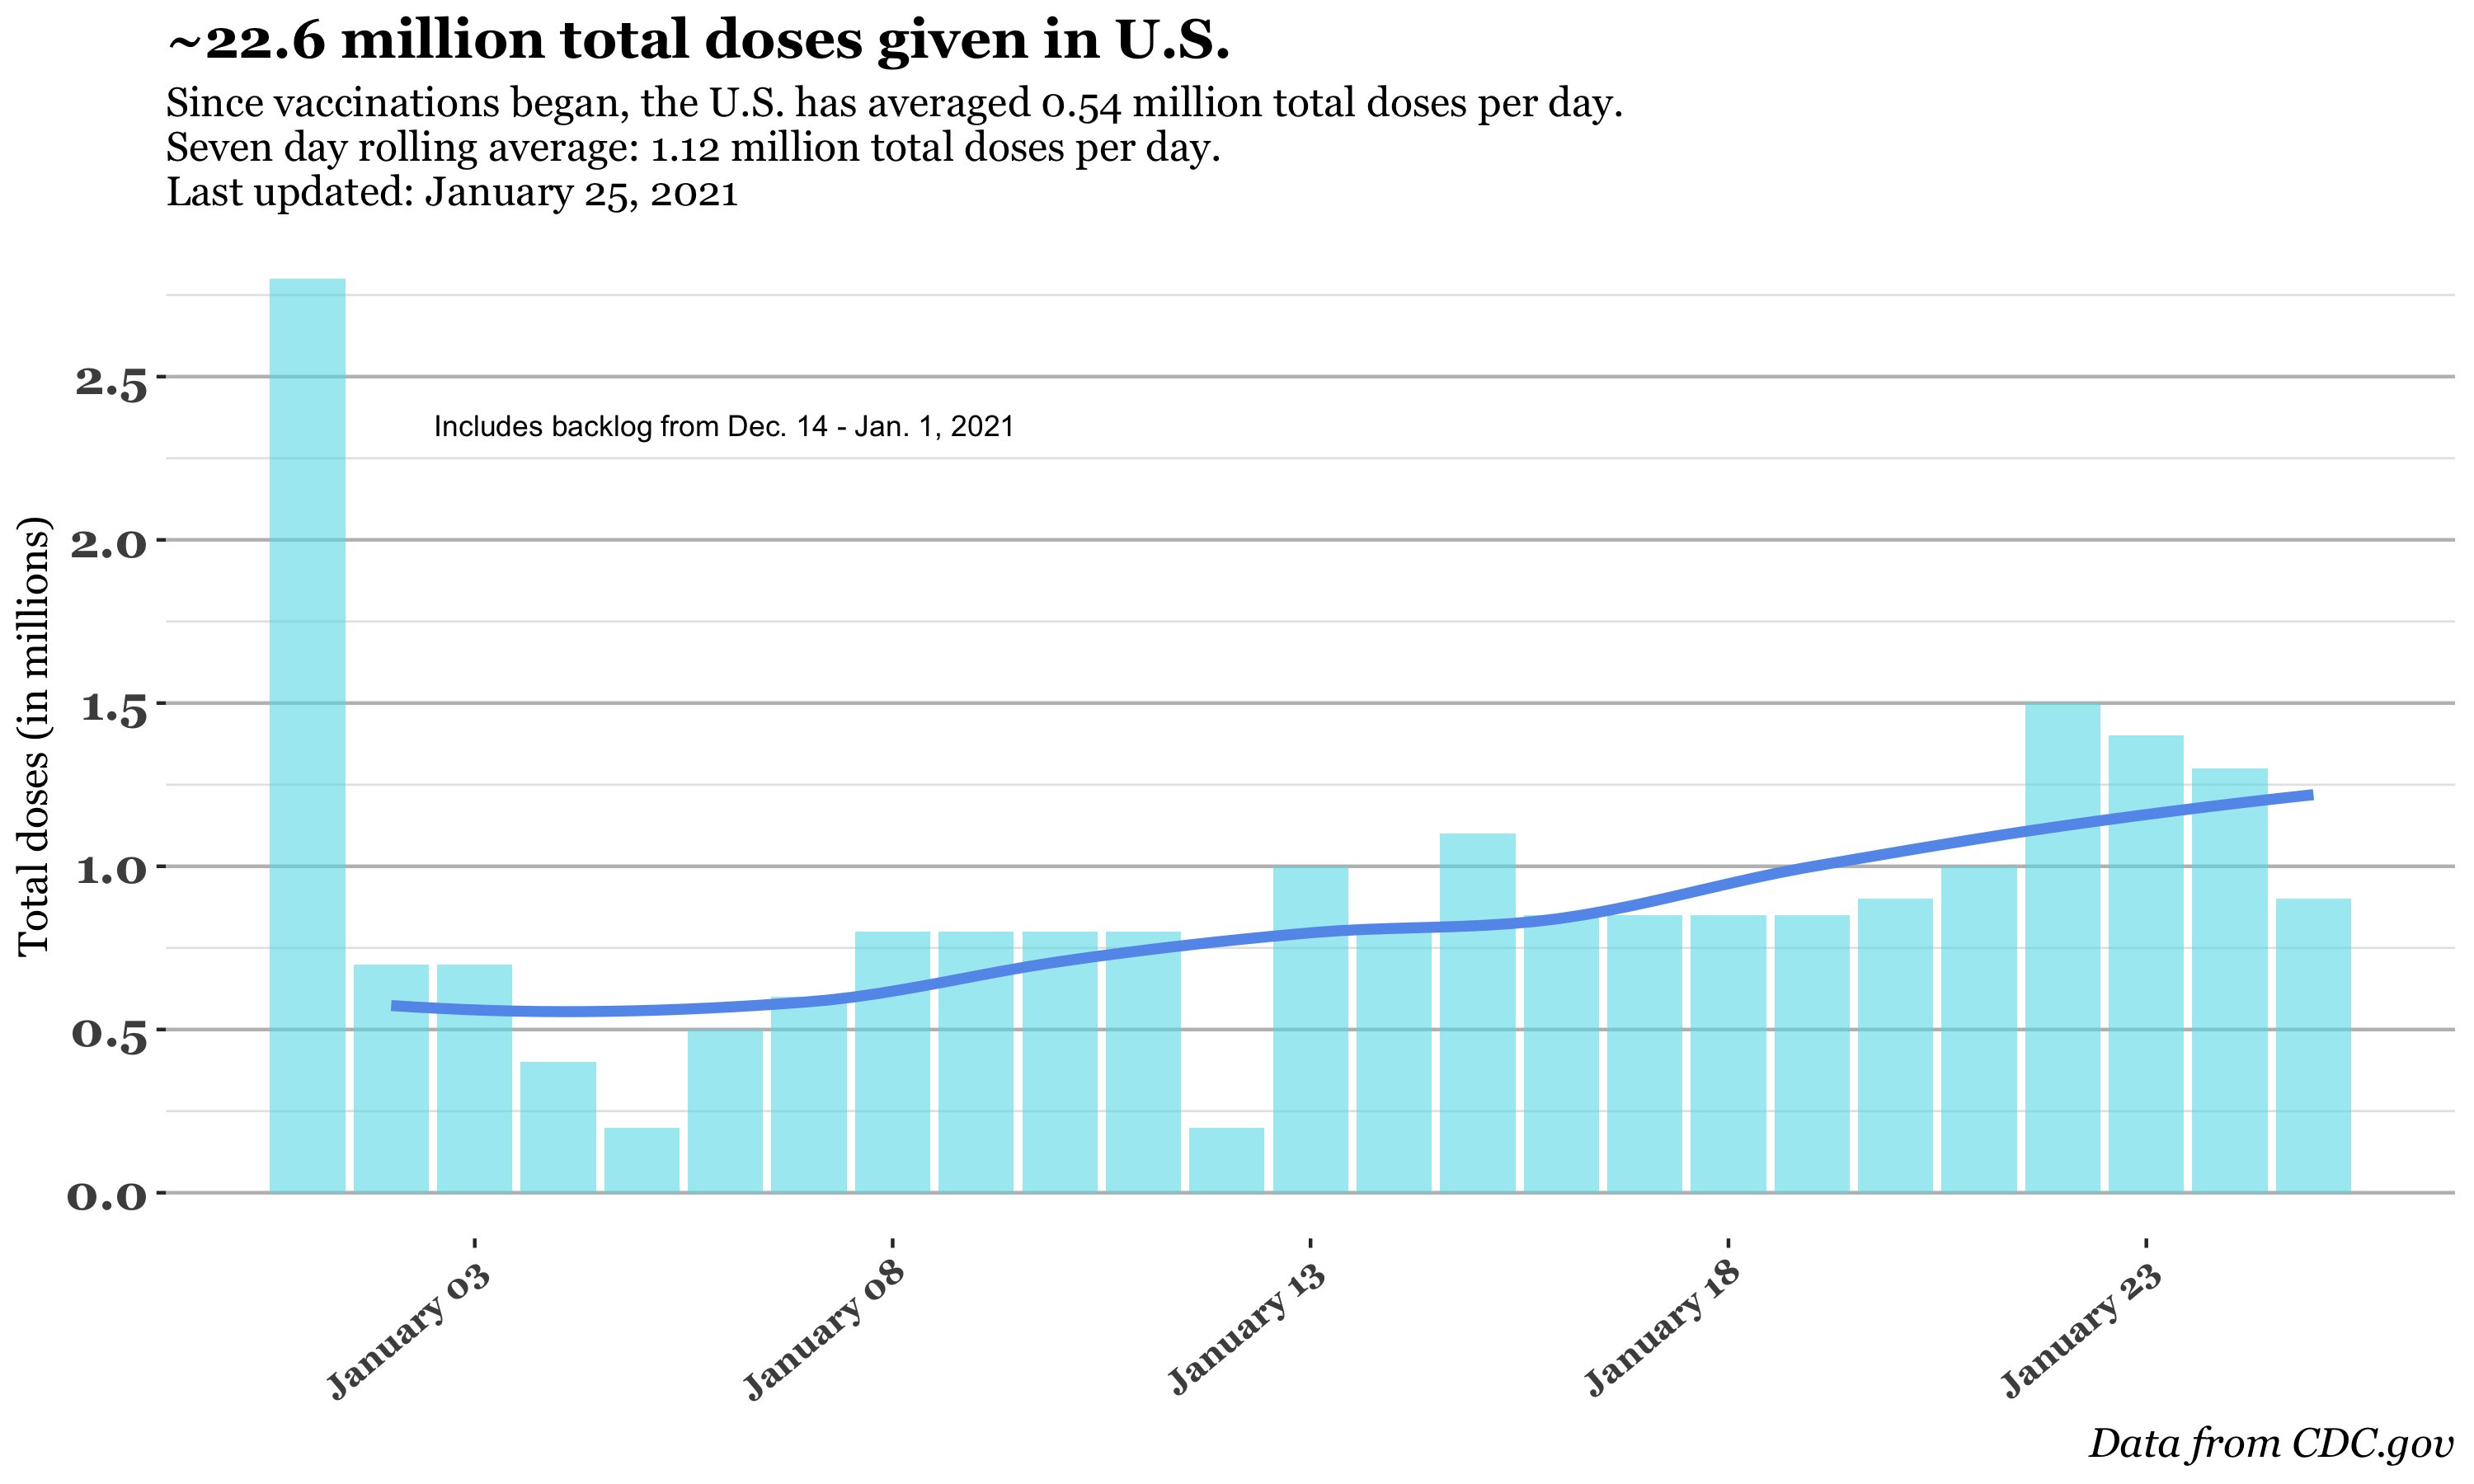 ~22.6 million total doses given in U.S.
Since vaccinations began, the U.S. has averaged 0.54 million total doses per day.
Seven day rolling average: 1.12 million total doses per day.
Last updated: January 25, 2021
Includes backlog from Dec. 14 - Jan. 1, 2021
Total doses (in millions)
2.5
2.0
1.5
1.0
0.5
0.0
January 03
January 08
January 13
January 18
January 23
Data from CDC.gov